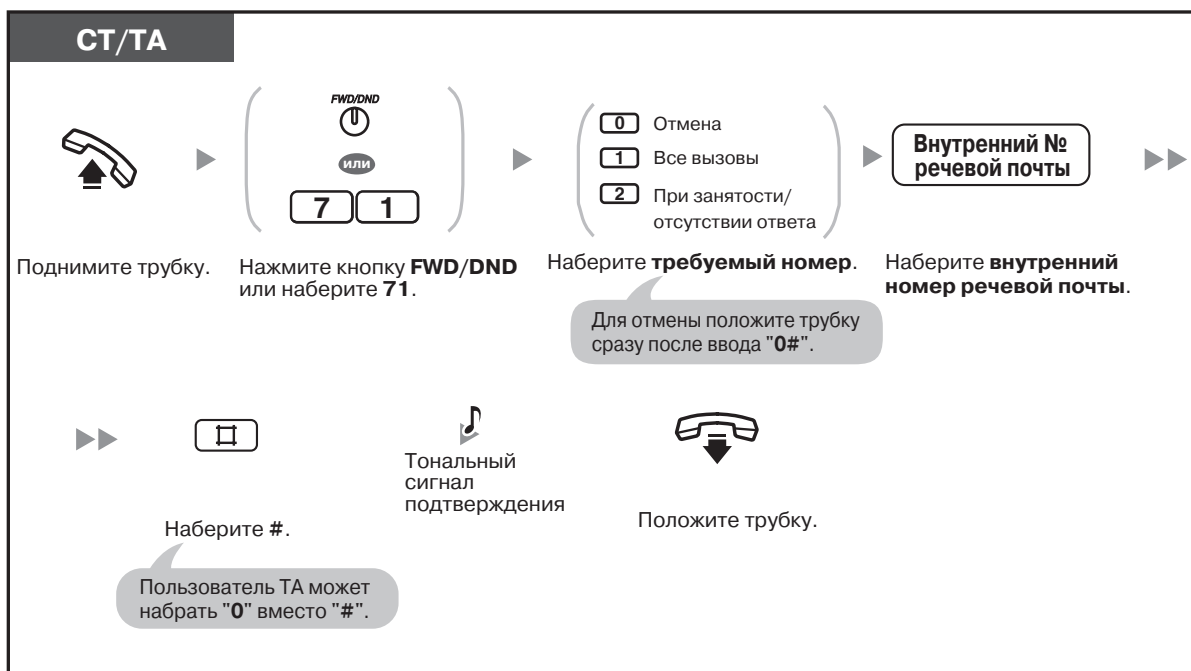 СТ/ТА
FWD/DND
или
7 1
0 Отмена
1 Все вызовы
2 При занятости/
отсутствии ответа
Внутренний №
речевой почты
Поднимите трубку.
Нажмите кнопку FWD/DND
или наберите 71.
Наберите требуемый номер.
Для отмены положите трубку
сразу после ввода "0#".
Наберите внутренний
номер речевой почты.
#
Наберите #.
Пользователь ТА может
набрать "0" вместо "#".
Тональный
сигнал
подтверждения
Положите трубку.